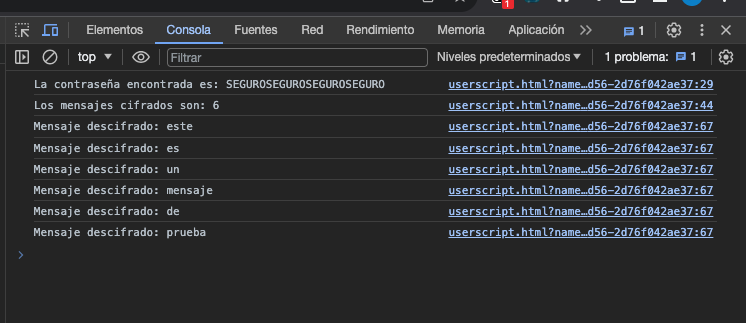 1
Elementos Consola Fuentes Red Rendimiento Memoria Aplicación 1
top Filtrar Niveles predeterminados 1 problema: 1
La contraseña encontrada es: SEGUROSEGUROSEGUROSEGURO userscript.html?name…d56-2d76f042ae37:29
Los mensajes cifrados son: 6 userscript.html?name…d56-2d76f042ae37:44
Mensaje descifrado: este userscript.html?name…d56-2d76f042ae37:67
Mensaje descifrado: es userscript.html?name…d56-2d76f042ae37:67
Mensaje descifrado: un userscript.html?name…d56-2d76f042ae37:67
Mensaje descifrado: mensaje userscript.html?name…d56-2d76f042ae37:67
Mensaje descifrado: de userscript.html?name…d56-2d76f042ae37:67
Mensaje descifrado: prueba userscript.html?name…d56-2d76f042ae37:67